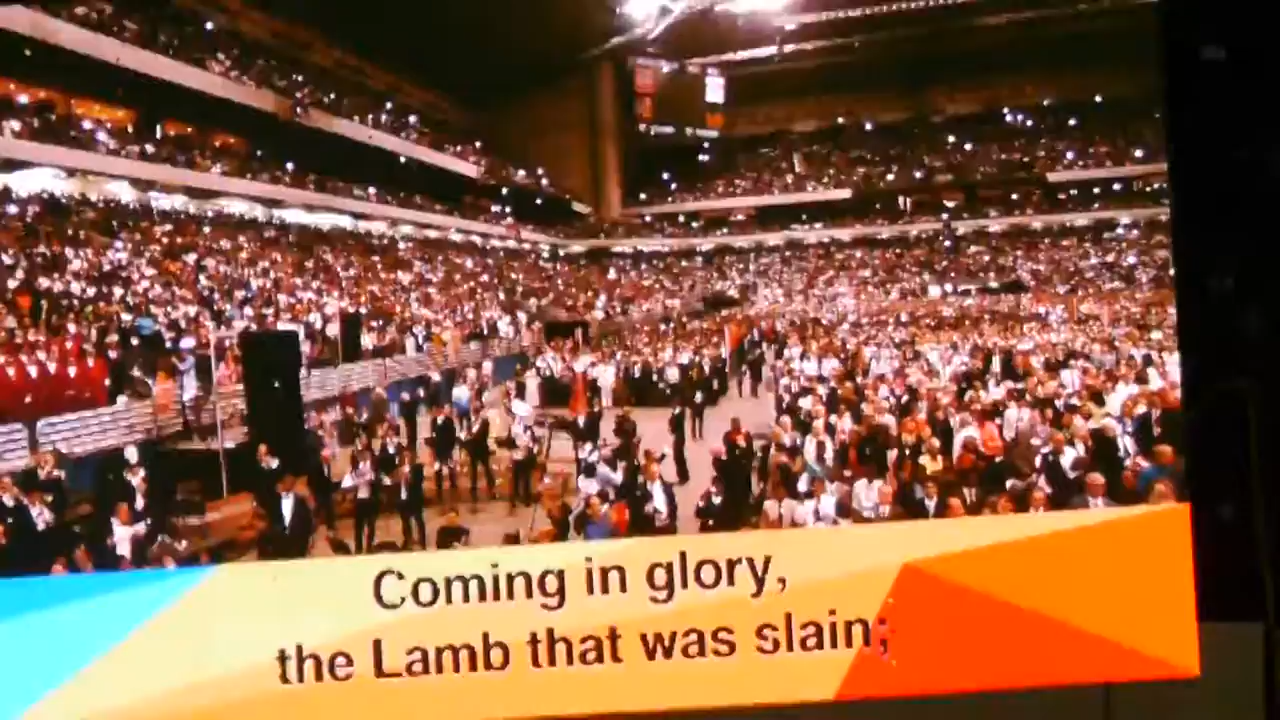 Coming in glory,
the Lamb that was slain;